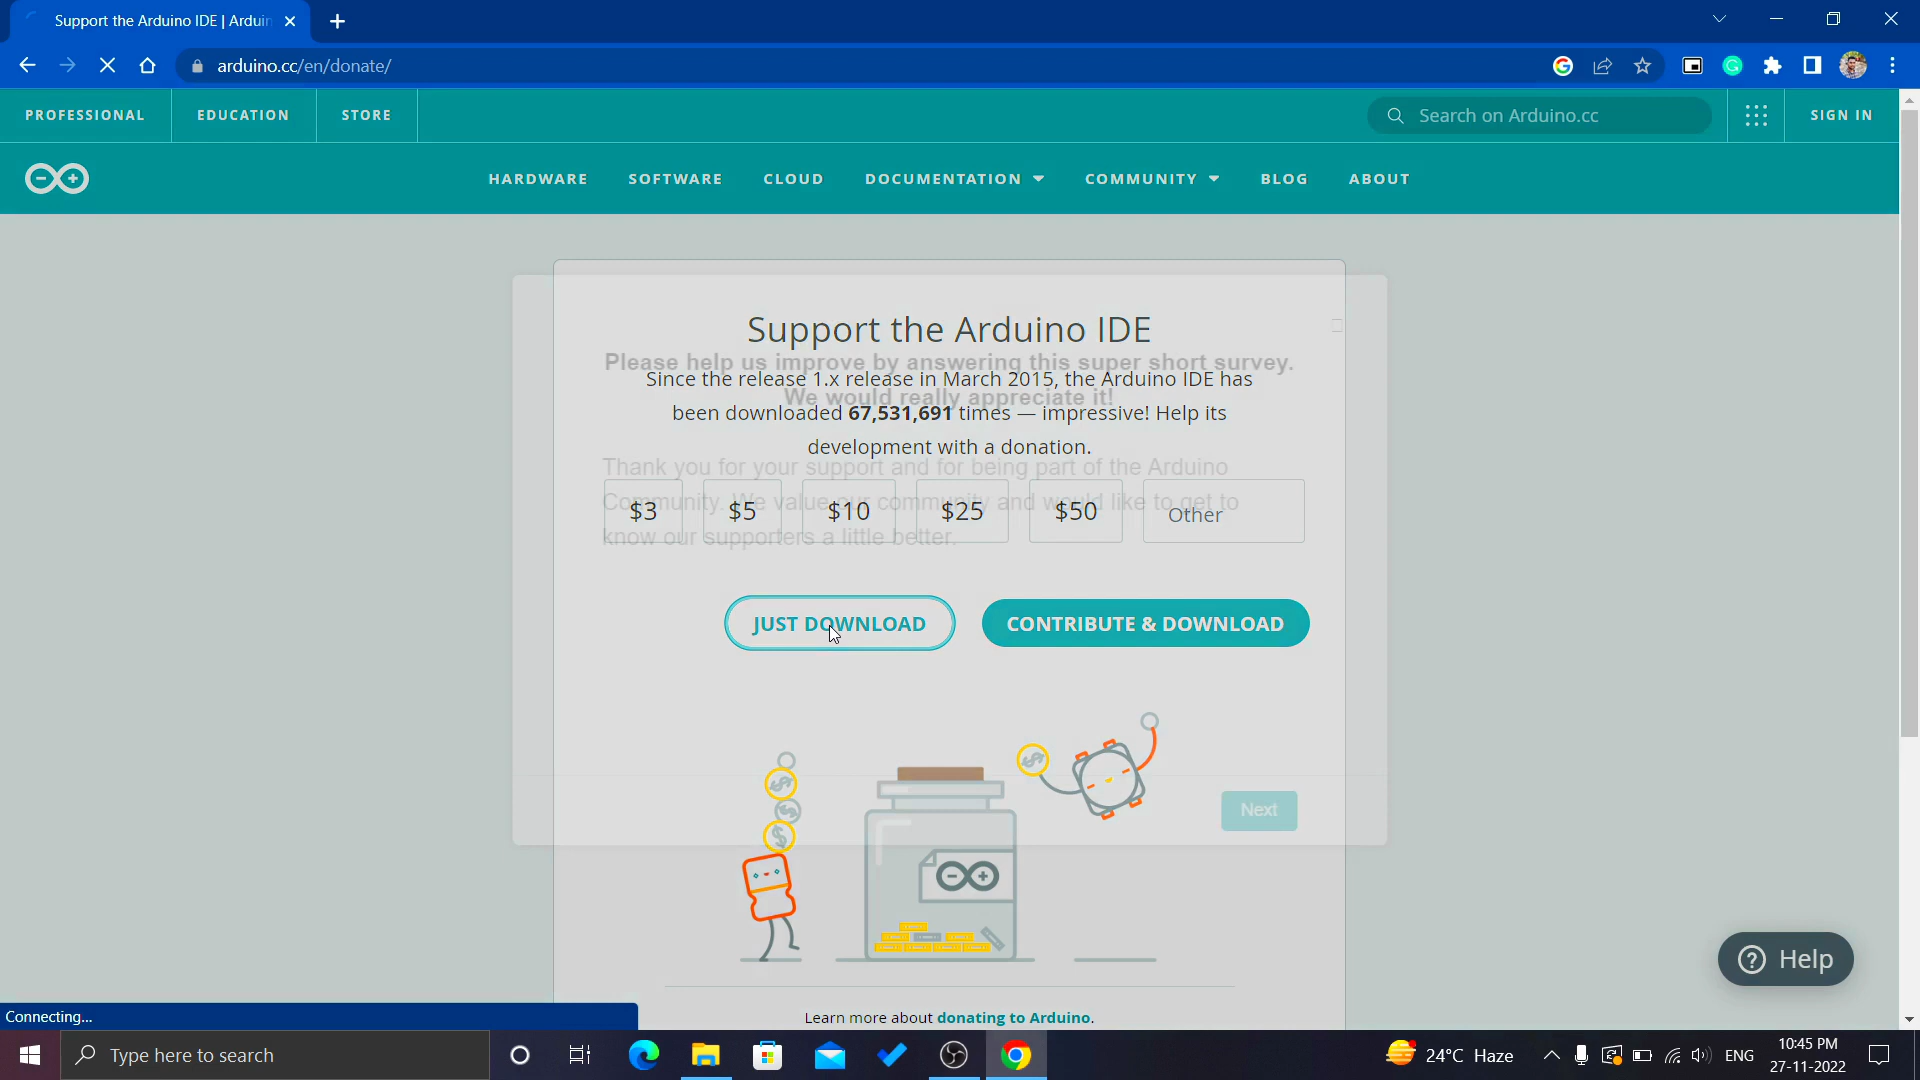 Support the Arduino IDE | Arduin
arduino.cc/en/donate/
PROFESSIONAL
EDUCATION
STORE
Search on Arduino.cc
SIGN IN
HARDWARE
SOFTWARE
CLOUD
DOCUMENTATION
COMMUNITY
BLOG
ABOUT
Support the Arduino IDE
Please help us improve by answering this super short survey.
We would really appreciate it!
Since the release 1.x release in March 2015, the Arduino IDE has
been downloaded 67,531,691 times — impressive! Help its
development with a donation.
Thank you for your support and for being part of the Arduino
Community. We value our community and would like to get to
know our supporters a little better.
$3
$5
$10
$25
$50
Other
JUST DOWNLOAD
CONTRIBUTE & DOWNLOAD
Next
Help
Learn more about donating to Arduino.
Connecting...
Type here to search
24°C Haze
ENG
10:45 PM
27-11-2022